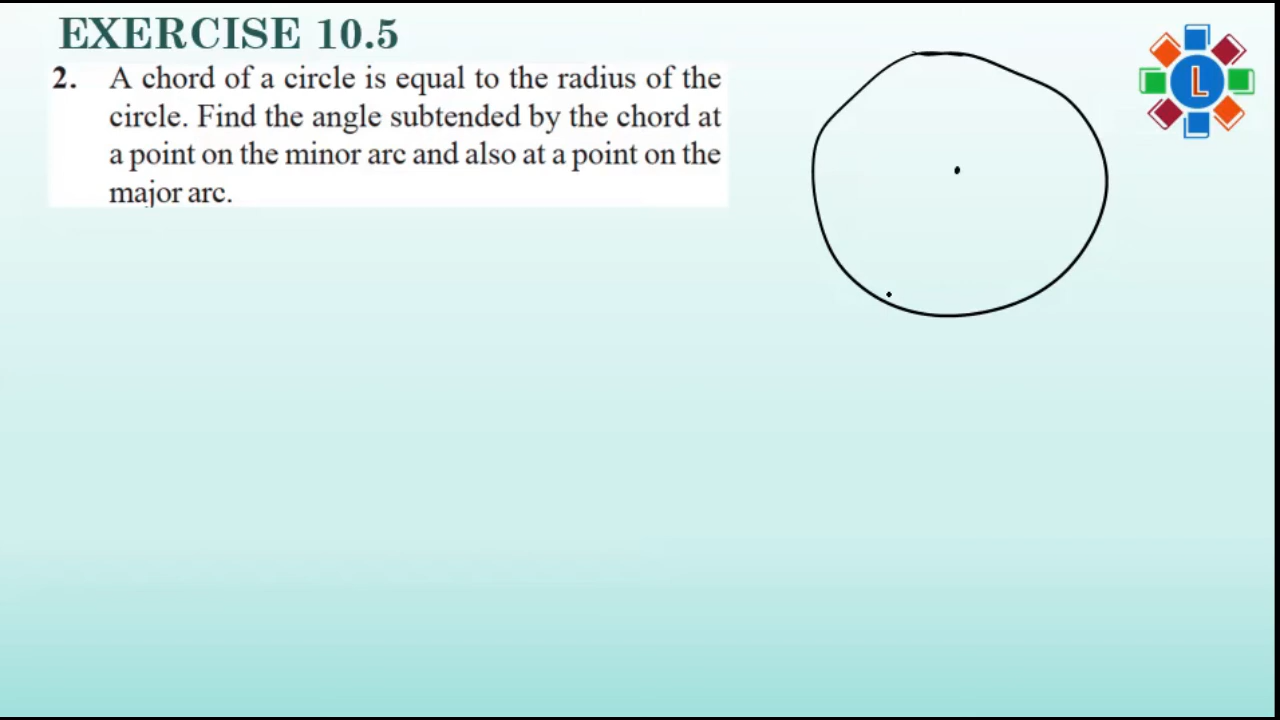 EXERCISE 10.5
2. A chord of a circle is equal to the radius of the
circle. Find the angle subtended by the chord at
a point on the minor arc and also at a point on the
major arc.
L